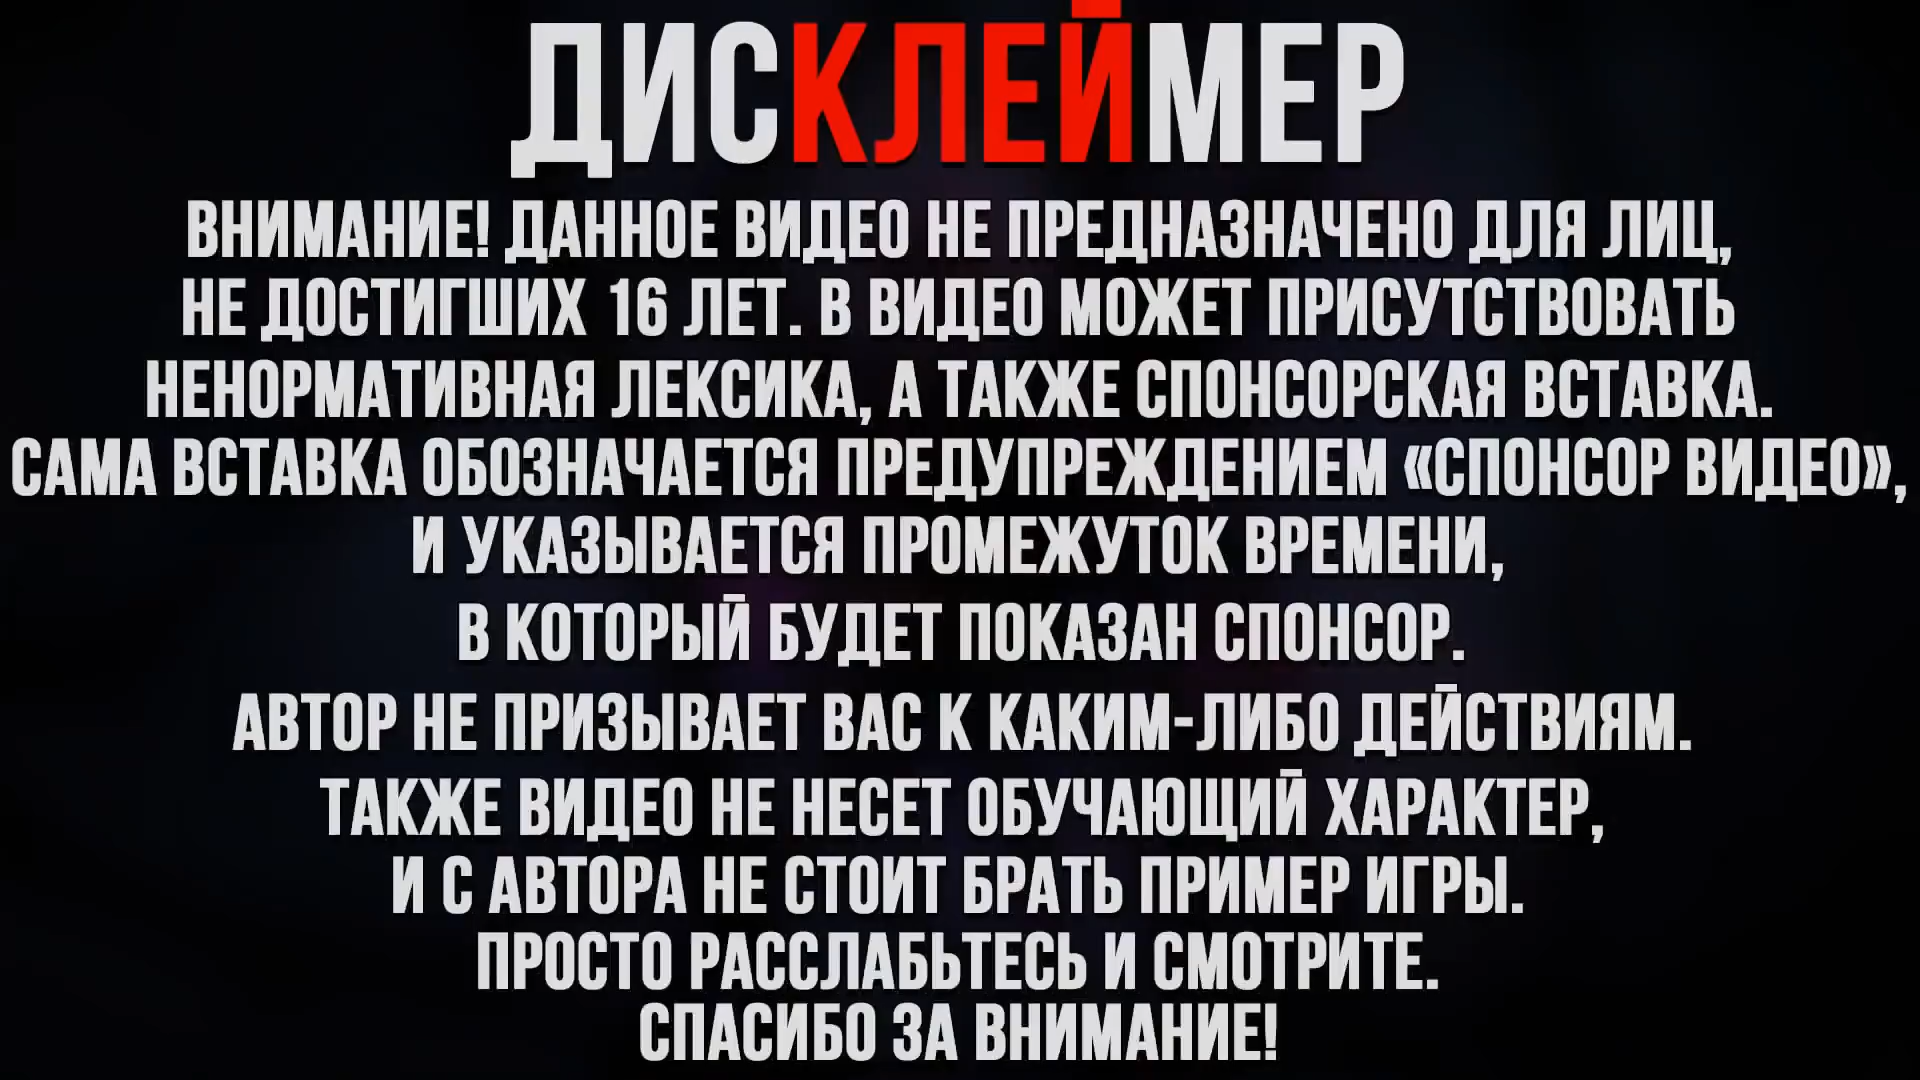 ДИСКЛЕЙМЕР
ВНИМАНИЕ! ДАННОЕ ВИДЕО НЕ ПРЕДНАЗНАЧЕНО ДЛЯ ЛИЦ,
НЕ ДОСТИГШИХ 16 ЛЕТ. В ВИДЕО МОЖЕТ ПРИСУТСТВОВАТЬ
НЕНОРМАТИВНАЯ ЛЕКСИКА, А ТАКЖЕ СПОНСОРСКАЯ ВСТАВКА.
САМА ВСТАВКА ОБОЗНАЧАЕТСЯ ПРЕДУПРЕЖДЕНИЕМ «СПОНСОР ВИДЕО»,
И УКАЗЫВАЕТСЯ ПРОМЕЖУТОК ВРЕМЕНИ,
В КОТОРЫЙ БУДЕТ ПОКАЗАН СПОНСОР.
АВТОР НЕ ПРИЗЫВАЕТ ВАС К КАКИМ-ЛИБО ДЕЙСТВИЯМ.
ТАКЖЕ ВИДЕО НЕ НЕСЕТ ОБУЧАЮЩИЙ ХАРАКТЕР,
И С АВТОРА НЕ СТОИТ БРАТЬ ПРИМЕР ИГРЫ.
ПРОСТО РАССЛАБЬТЕСЬ И СМОТРИТЕ.
СПАСИБО ЗА ВНИМАНИЕ!